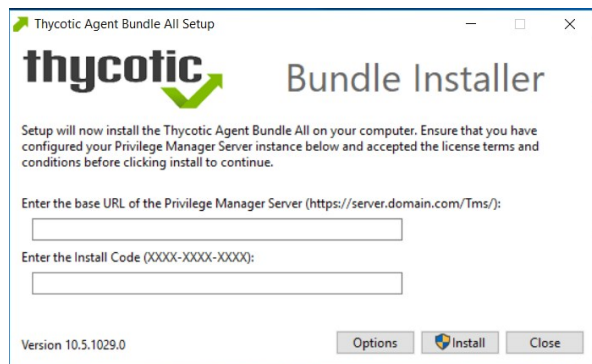 Thycotic Agent Bundle All Setup
thycotic
Bundle Installer
Setup will now install the Thycotic Agent Bundle All on your computer. Ensure that you have
configured your Privilege Manager Server instance below and accepted the license terms and
conditions before clicking install to continue.
Enter the base URL of the Privilege Manager Server (https://server.domain.com/Tms/):
Enter the Install Code (XXXX-XXXX-XXXX):
Version 10.5.1029.0
Options
Install
Close